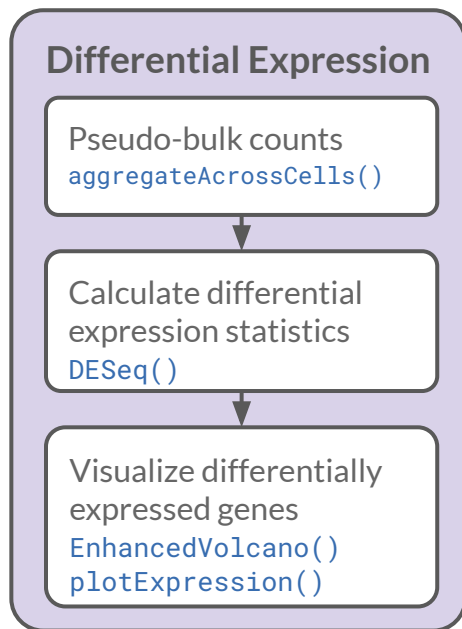 Differential Expression
Pseudo-bulk counts
aggregateAcrossCells()
Calculate differential
expression statistics
DESeq()
Visualize differentially
expressed genes
EnhancedVolcano()
plotExpression()